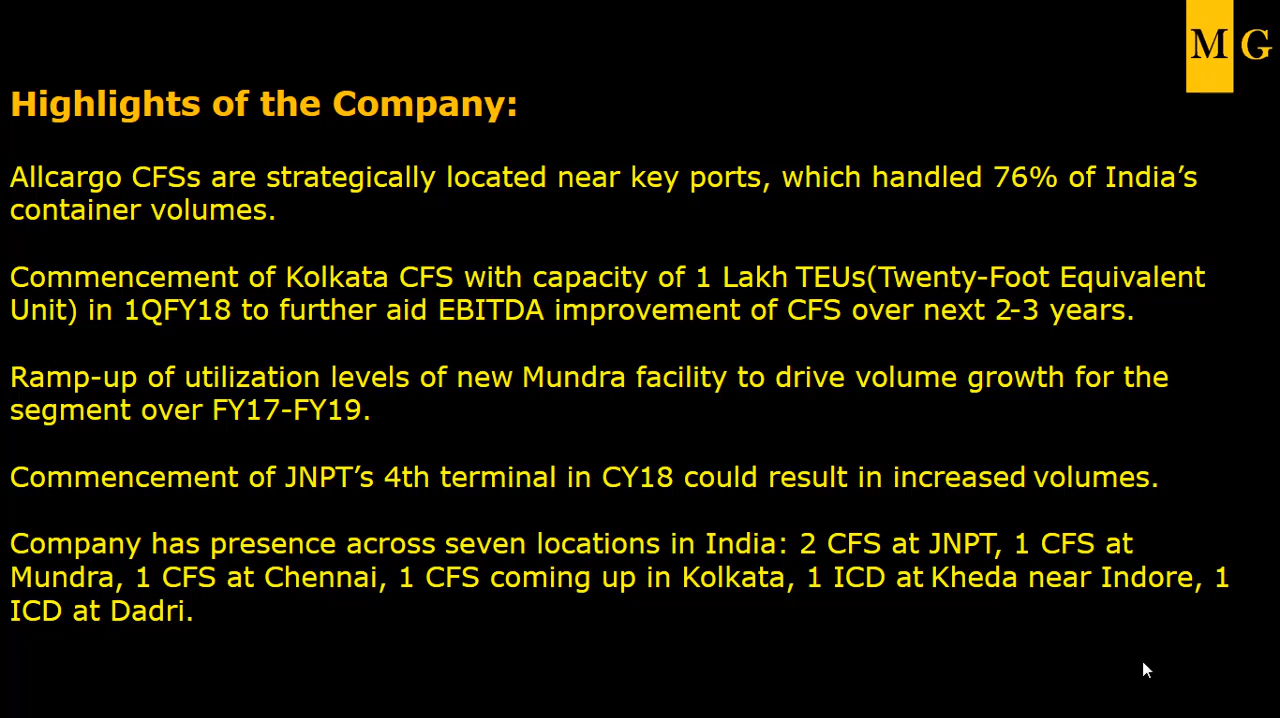 M G
Highlights of the Company:
Allcargo CFSs are strategically located near key ports, which handled 76% of India’s
container volumes.
Commencement of Kolkata CFS with capacity of 1 Lakh TEUs(Twenty-Foot Equivalent
Unit) in 1QFY18 to further aid EBITDA improvement of CFS over next 2-3 years.
Ramp-up of utilization levels of new Mundra facility to drive volume growth for the
segment over FY17-FY19.
Commencement of JNPT’s 4th terminal in CY18 could result in increased volumes.
Company has presence across seven locations in India: 2 CFS at JNPT, 1 CFS at
Mundra, 1 CFS at Chennai, 1 CFS coming up in Kolkata, 1 ICD at Kheda near Indore, 1
ICD at Dadri.